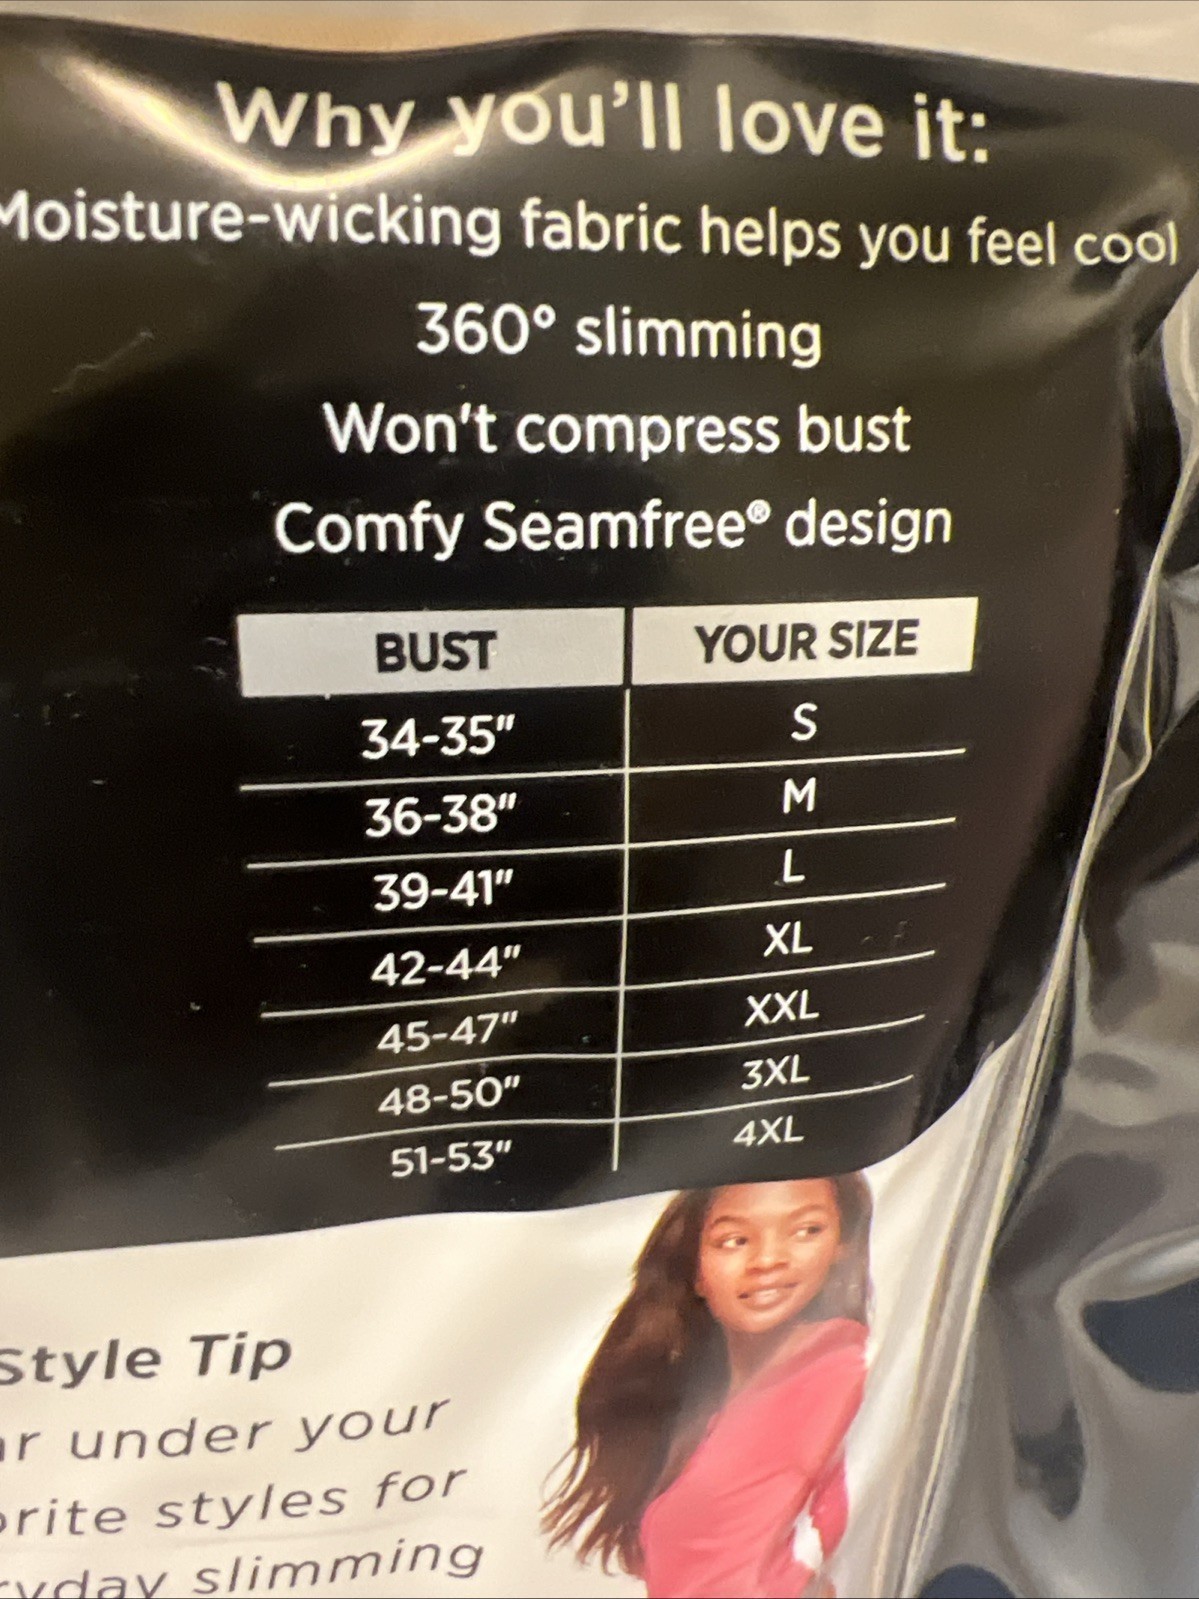 Why you'll love it:
Moisture-wicking fabric helps you feel cool
360° slimming
Won't compress bust
Comfy Seamfree® design
BUST YOUR SIZE
34-35" S
36-38" M
39-41" L
42-44" XL
45-47" XXL
48-50" 3XL
51-53" 4XL
Style Tip
under your
styles for
slimming